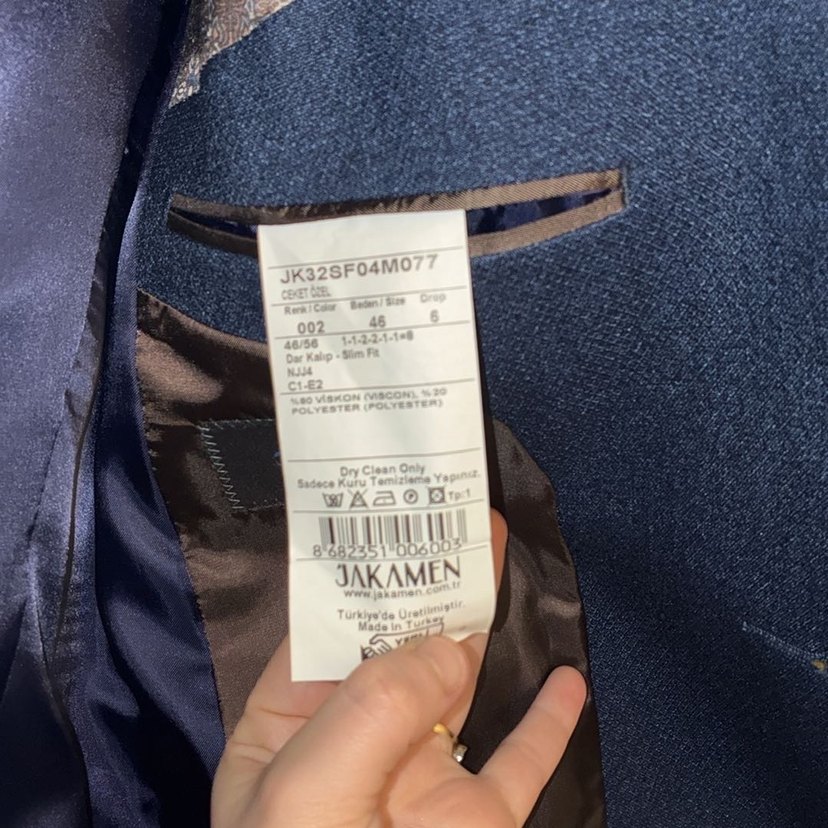 JK32SF04M077
CEKET ÖZEL
Renk / Color Beden / Size Drop
002 46 6
46/56 1-1-2-2-1-1=8
Dar Kalıp - Slim Fit
NJJ4
C1-E2
%80 VİSKON (VISCON), %20
POLYESTER (POLYESTER)
Dry Clean Only
Sadece Kuru Temizleme Yapınız.
P Tp:1
8 682351 006003
JAKAMEN
www.jakamen.com.tr
Türkiye'de Üretilmiştir.
Made in Turkey
YERLİ